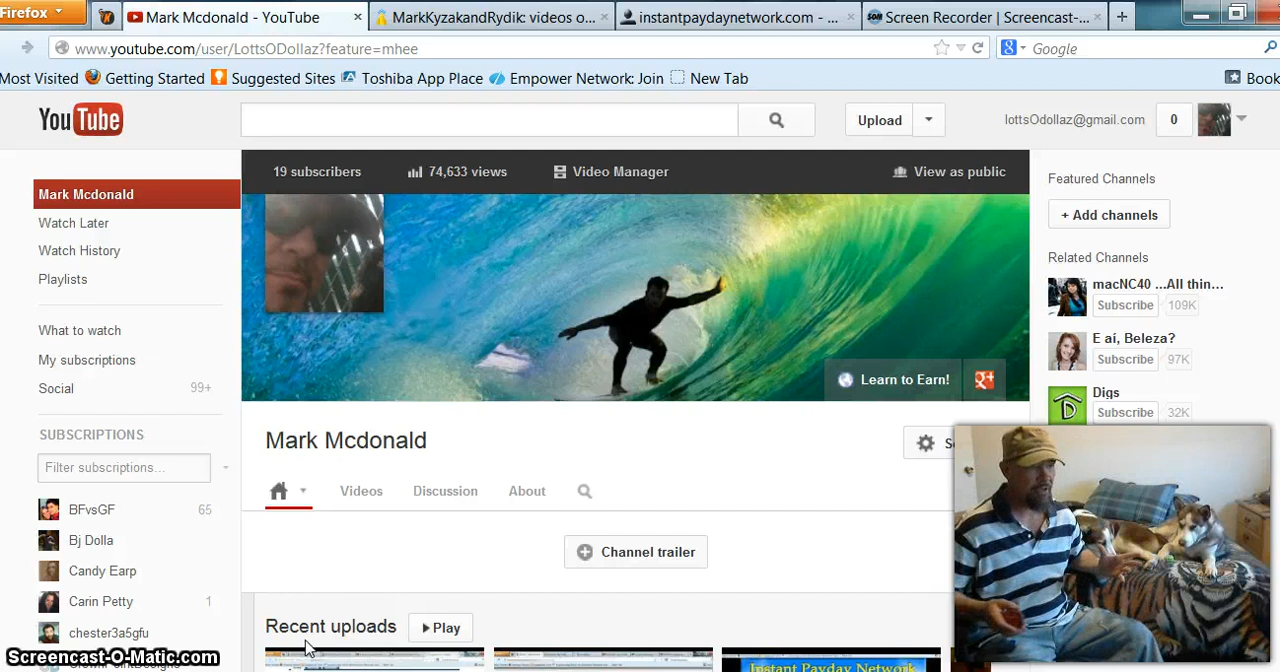 Firefox
Mark Mcdonald - YouTube
MarkKyzakandRydik: videos o...
instantpaydaynetwork.com - ...
Screen Recorder | Screencast-...
www.youtube.com/user/LottsODollaz?feature=mhee
Google
Most Visited
Getting Started
Suggested Sites
Toshiba App Place
Empower Network: Join
New Tab
Book
YouTube
Upload
lottsOdollaz@gmail.com
0
19 subscribers
74,633 views
Video Manager
View as public
Mark Mcdonald
Watch Later
Watch History
Playlists
What to watch
My subscriptions
Social 99+
SUBSCRIPTIONS
Filter subscriptions...
BFvsGF 65
Bj Dolla
Candy Earp
Carin Petty 1
chester3a5gfu
Learn to Earn!
Mark Mcdonald
Videos
Discussion
About
Channel trailer
Recent uploads
Play
Instant Payday Network
Featured Channels
+ Add channels
Related Channels
macNC40 ...All thin...
Subscribe 109K
E aí, Beleza?
Subscribe 97K
Digs
Subscribe 32K
Screencast-O-Matic.com